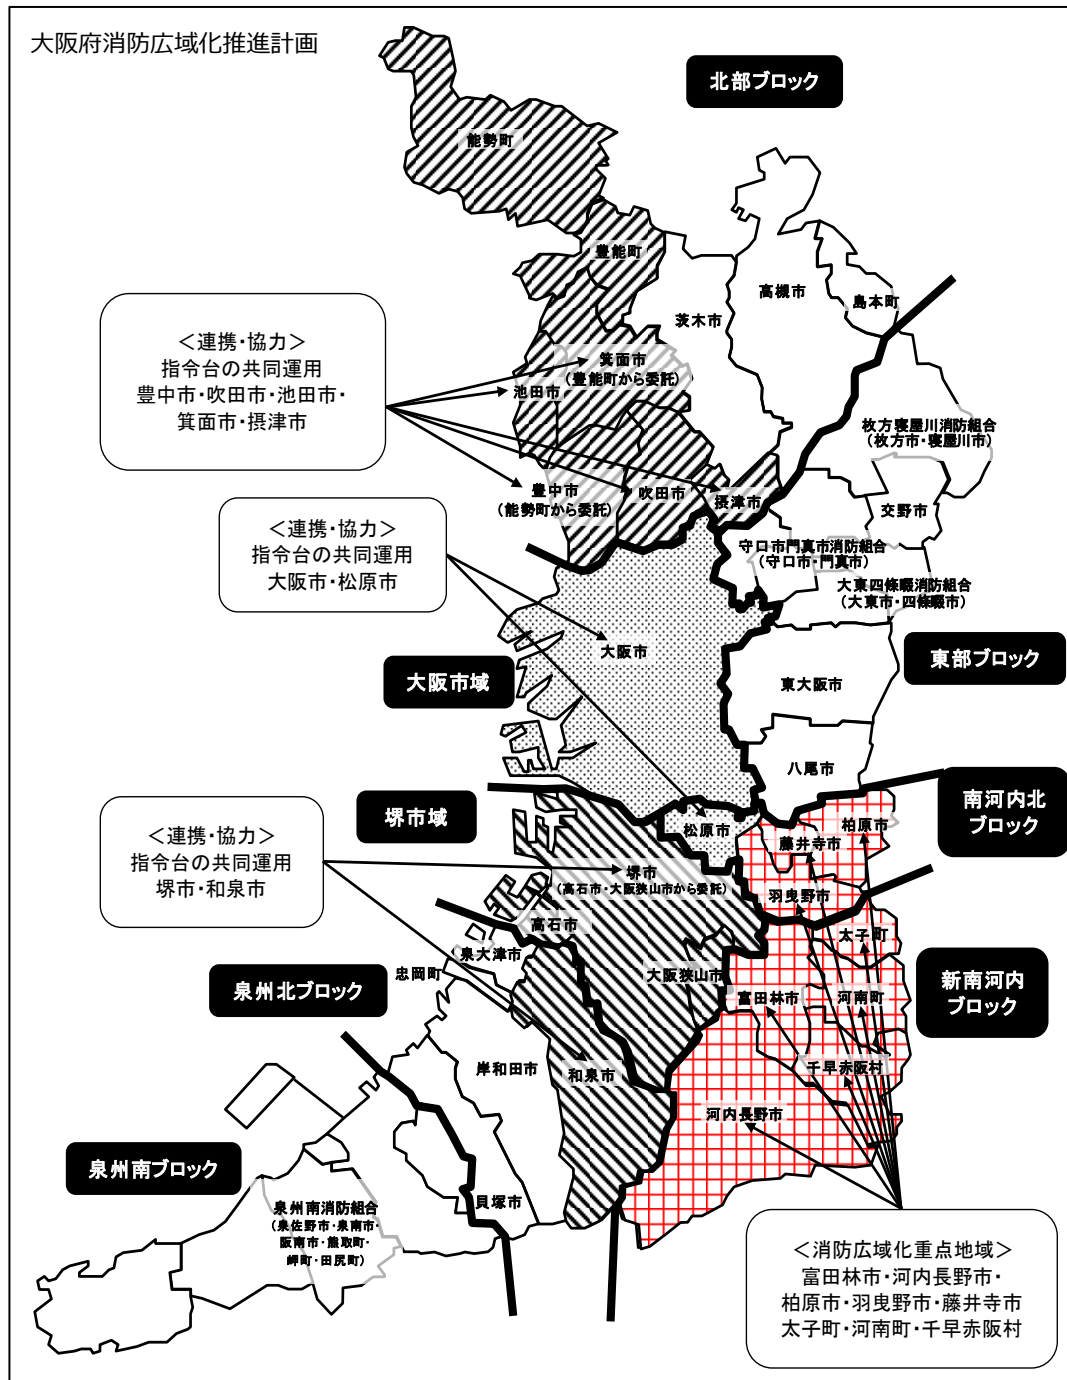 大阪府消防広域化推進計画
北部ブロック
能勢町
豊能町
高槻市
島本町
茨木市
＜連携・協力＞
指令台の共同運用
豊中市・吹田市・池田市・
箕面市・摂津市
箕面市
(豊能町から委託)
池田市
枚方寝屋川消防組合
(枚方市・寝屋川市)
豊中市
(能勢町から委託)
吹田市
摂津市
交野市
＜連携・協力＞
指令台の共同運用
大阪市・松原市
守口市門真市消防組合
(守口市・門真市)
大東四條畷消防組合
(大東市・四條畷市)
大阪市
東部ブロック
大阪市域
東大阪市
八尾市
南河内北
ブロック
堺市域
松原市
柏原市
藤井寺市
＜連携・協力＞
指令台の共同運用
堺市・和泉市
堺市
(高石市・大阪狭山市から委託)
羽曳野市
高石市
太子町
泉大津市
忠岡町
大阪狭山市
泉州北ブロック
富田林市
河南町
新南河内
ブロック
岸和田市
和泉市
千早赤阪村
河内長野市
泉州南ブロック
貝塚市
泉州南消防組合
(泉佐野市・泉南市・
阪南市・熊取町・
岬町・田尻町)
＜消防広域化重点地域＞
富田林市・河内長野市・
柏原市・羽曳野市・藤井寺市
太子町・河南町・千早赤阪村